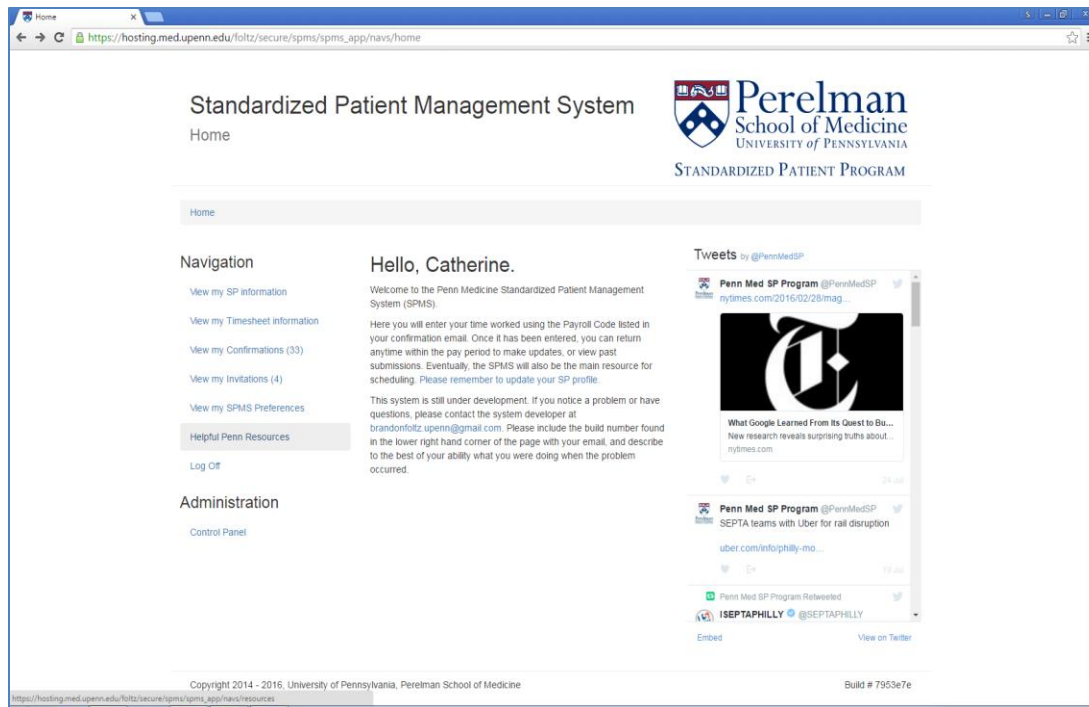 Home
https://hosting.med.upenn.edu/foltz/secure/spms/spms_app/navs/home
Standardized Patient Management System
Home
Perelman
School of Medicine
UNIVERSITY of PENNSYLVANIA
STANDARDIZED PATIENT PROGRAM
Home
Navigation
View my SP information
View my Timesheet information
View my Confirmations (33)
View my Invitations (4)
View my SPMS Preferences
Helpful Penn Resources
Log Off
Administration
Control Panel
Hello, Catherine.
Welcome to the Penn Medicine Standardized Patient Management
System (SPMS).
Here you will enter your time worked using the Payroll Code listed in
your confirmation email. Once it has been entered, you can return
anytime within the pay period to make updates, or view past
submissions. Eventually, the SPMS will also be the main resource for
scheduling. Please remember to update your SP profile.
This system is still under development. If you notice a problem or have
questions, please contact the system developer at
brandonfoltz.upenn@gmail.com. Please include the build number found
in the lower right hand corner of the page with your email, and describe
to the best of your ability what you were doing when the problem
occurred.
Tweets by @PennMedSP
Penn Med SP Program @PennMedSP
nytimes.com/2016/02/28/mag...
What Google Learned From Its Quest to Bu...
New research reveals surprising truths about...
nytimes.com
24 Jul
Penn Med SP Program @PennMedSP
SEPTA teams with Uber for rail disruption
uber.com/info/philly-mo...
Jul
Penn Med SP Program Retweeted
ISEPTAPHILLY @SEPTAPHILLY
Embed
View on Twitter
Copyright 2014 - 2016, University of Pennsylvania, Perelman School of Medicine
Build # 7953e7e
https://hosting.med.upenn.edu/foltz/secure/spms/spms_app/navs/resources